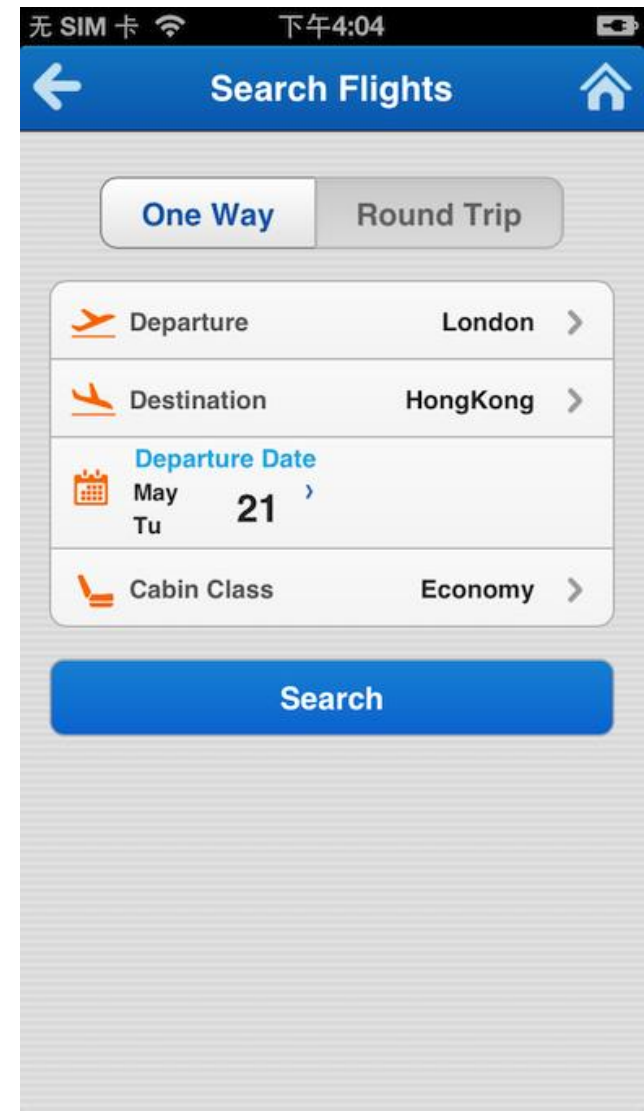 无 SIM 卡 下午4:04
Search Flights
One Way Round Trip
Departure London
Destination HongKong
Departure Date
May
21
Tu
Cabin Class Economy
Search